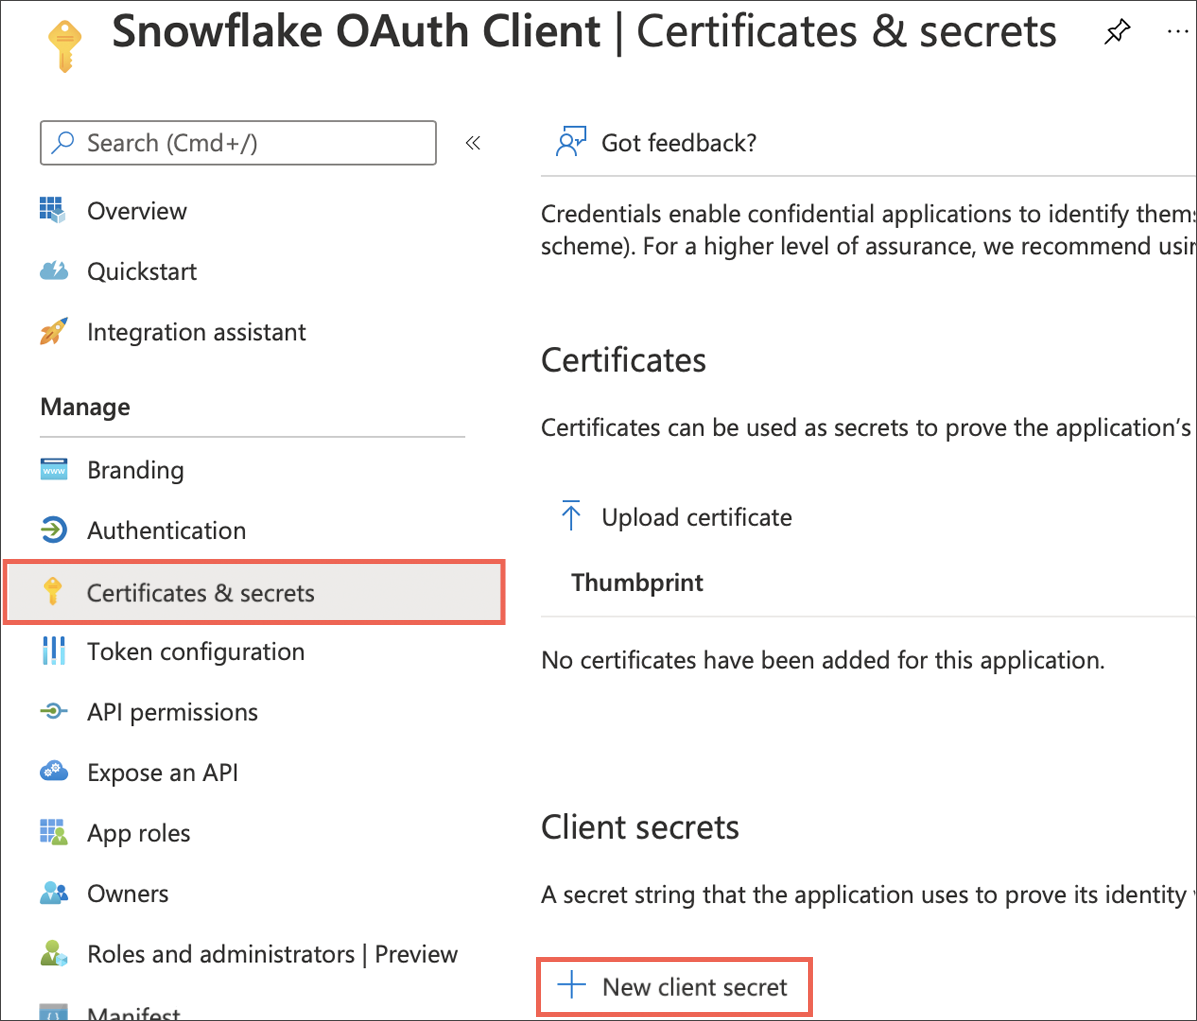 Snowflake OAuth Client | Certificates & secrets
Search (Cmd+/)
Overview
Quickstart
Integration assistant
Manage
Branding
Authentication
Certificates & secrets
Token configuration
API permissions
Expose an API
App roles
Owners
Roles and administrators | Preview
Manifest
Got feedback?
Credentials enable confidential applications to identify
scheme). For a higher level of assurance, we recommend
Certificates
Certificates can be used as secrets to prove the application's
Upload certificate
Thumbprint
No certificates have been added for this application.
Client secrets
A secret string that the application uses to prove its identity
New client secret